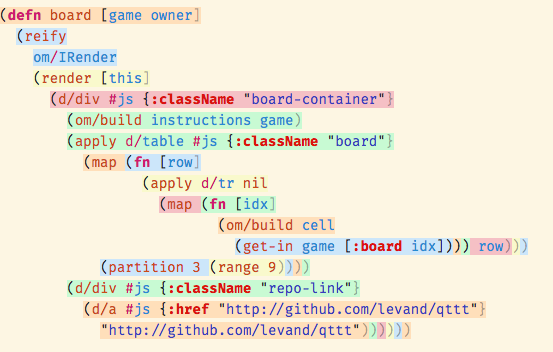 (defn board [game owner]
(reify
om/IRender
(render [this]
(d/div #js {:className "board-container"}
(om/build instructions game)
(apply d/table #js {:className "board"}
(map (fn [row]
(apply d/tr nil
(map (fn [idx]
(om/build cell
(get-in game [:board idx]))) row)))
(partition 3 (range 9))))
(d/div #js {:className "repo-link"}
(d/a #js {:href "http://github.com/levand/qttt"}
"http://github.com/levand/qttt"))))))